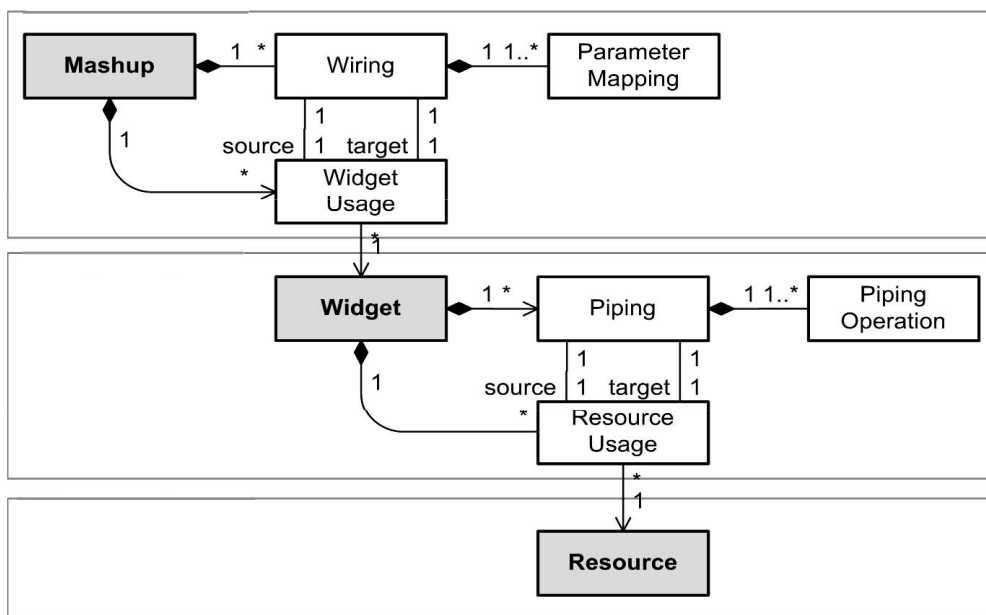 Mashup
1 *
Wiring
1 1..*
Parameter
Mapping
1
1
1
source 1 target 1
*
Widget
Usage
*
1
Widget
1 *
Piping
1 1..*
Piping
Operation
1
1
1
source 1 target 1
*
Resource
Usage
*
1
Resource